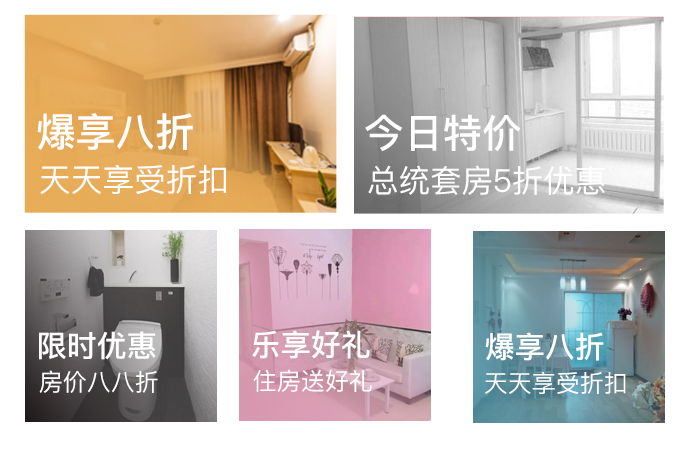 爆享八折
天天享受折扣
今日特价
总统套房5折优惠
限时优惠
房价八八折
乐享好礼
住房送好礼
爆享八折
天天享受折扣